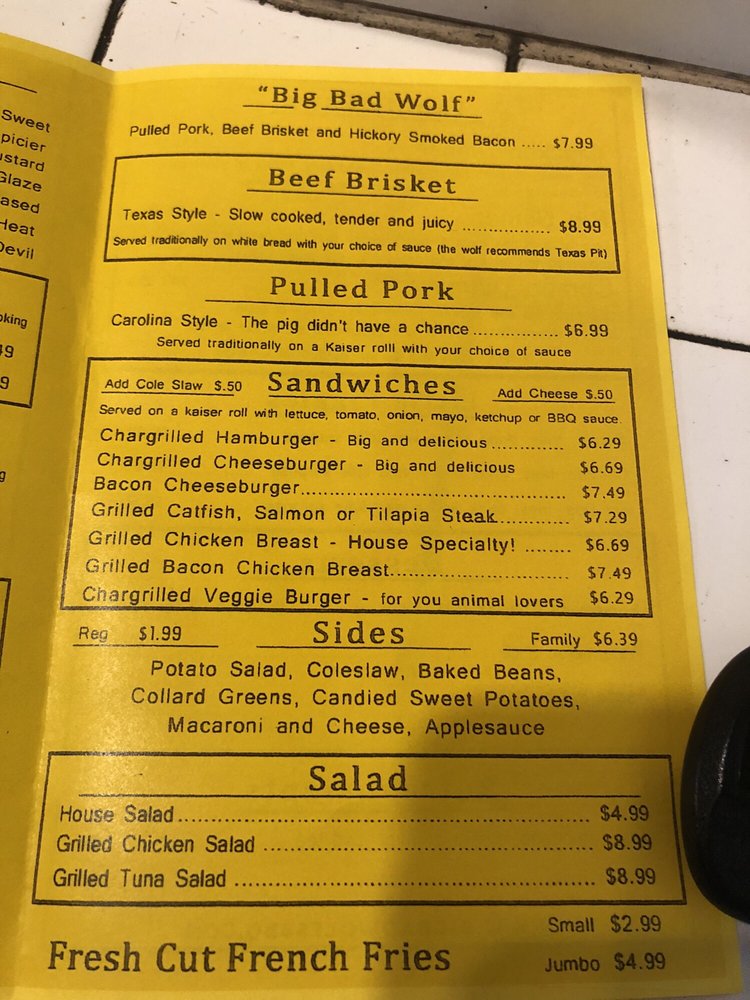 Sweet
picier
ustard
Glaze
ased
Heat
Devil
oking
49
9
g
"Big Bad Wolf"
Pulled Pork, Beef Brisket and Hickory Smoked Bacon ..... $7.99
Beef Brisket
Texas Style - Slow cooked, tender and juicy ................. $8.99
Served traditionally on white bread with your choice of sauce (the wolf recommends Texas Pit)
Pulled Pork
Carolina Style - The pig didn't have a chance ................ $6.99
Served traditionally on a Kaiser rolll with your choice of sauce
Add Cole Slaw $.50 Sandwiches Add Cheese $.50
Served on a kaiser roll with lettuce, tomato, onion, mayo, ketchup or BBQ sauce.
Chargrilled Hamburger - Big and delicious ............. $6.29
Chargrilled Cheeseburger - Big and delicious $6.69
Bacon Cheeseburger............................................... $7.49
Grilled Catfish, Salmon or Tilapia Steak............. $7.29
Grilled Chicken Breast - House Specialty! ........ $6.69
Grilled Bacon Chicken Breast................................ $7.49
Chargrilled Veggie Burger - for you animal lovers $6.29
Reg $1.99 Sides Family $6.39
Potato Salad, Coleslaw, Baked Beans,
Collard Greens, Candied Sweet Potatoes,
Macaroni and Cheese, Applesauce
Salad
House Salad.................................................................... $4.99
Grilled Chicken Salad ...................................................... $8.99
Grilled Tuna Salad ........................................................... $8.99
Small $2.99
Fresh Cut French Fries
Jumbo $4.99